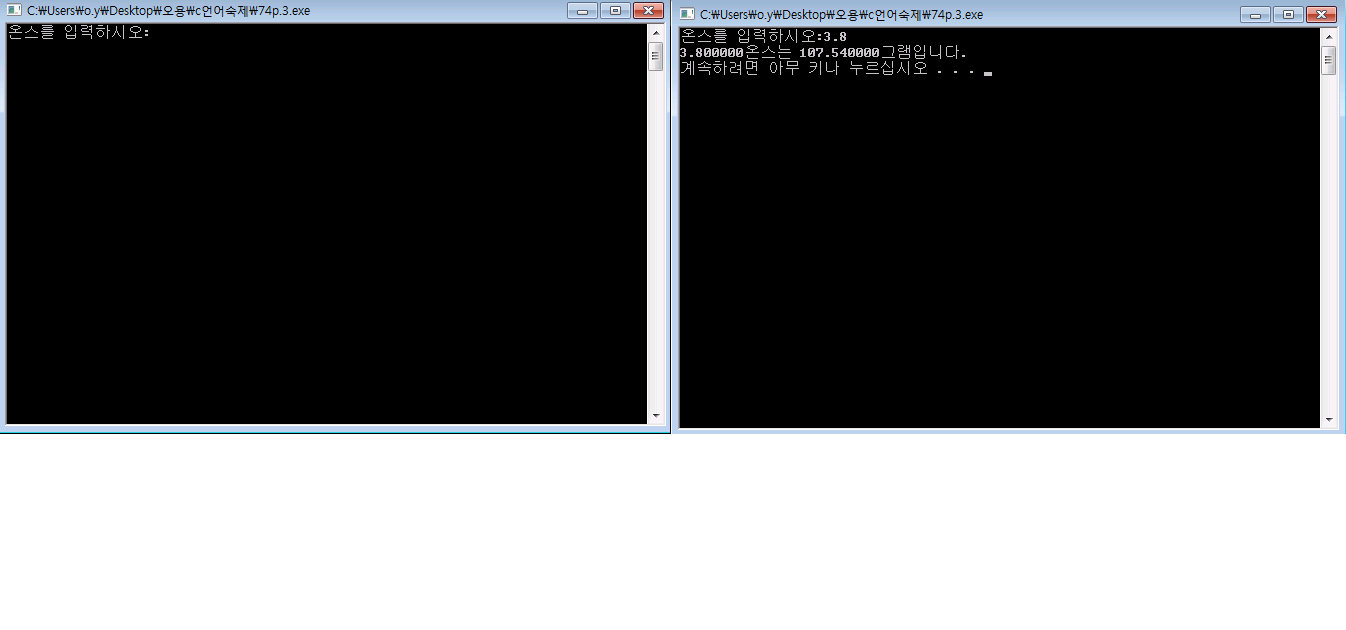 C:₩Users₩o.y₩Desktop₩오용₩c언어숙제₩74p.3.exe
온스를 입력하시오:
C:₩Users₩o.y₩Desktop₩오용₩c언어숙제₩74p.3.exe
온스를 입력하시오:3.8
3.800000온스는 107.540000그램입니다.
계속하려면 아무 키나 누르십시오 . . .